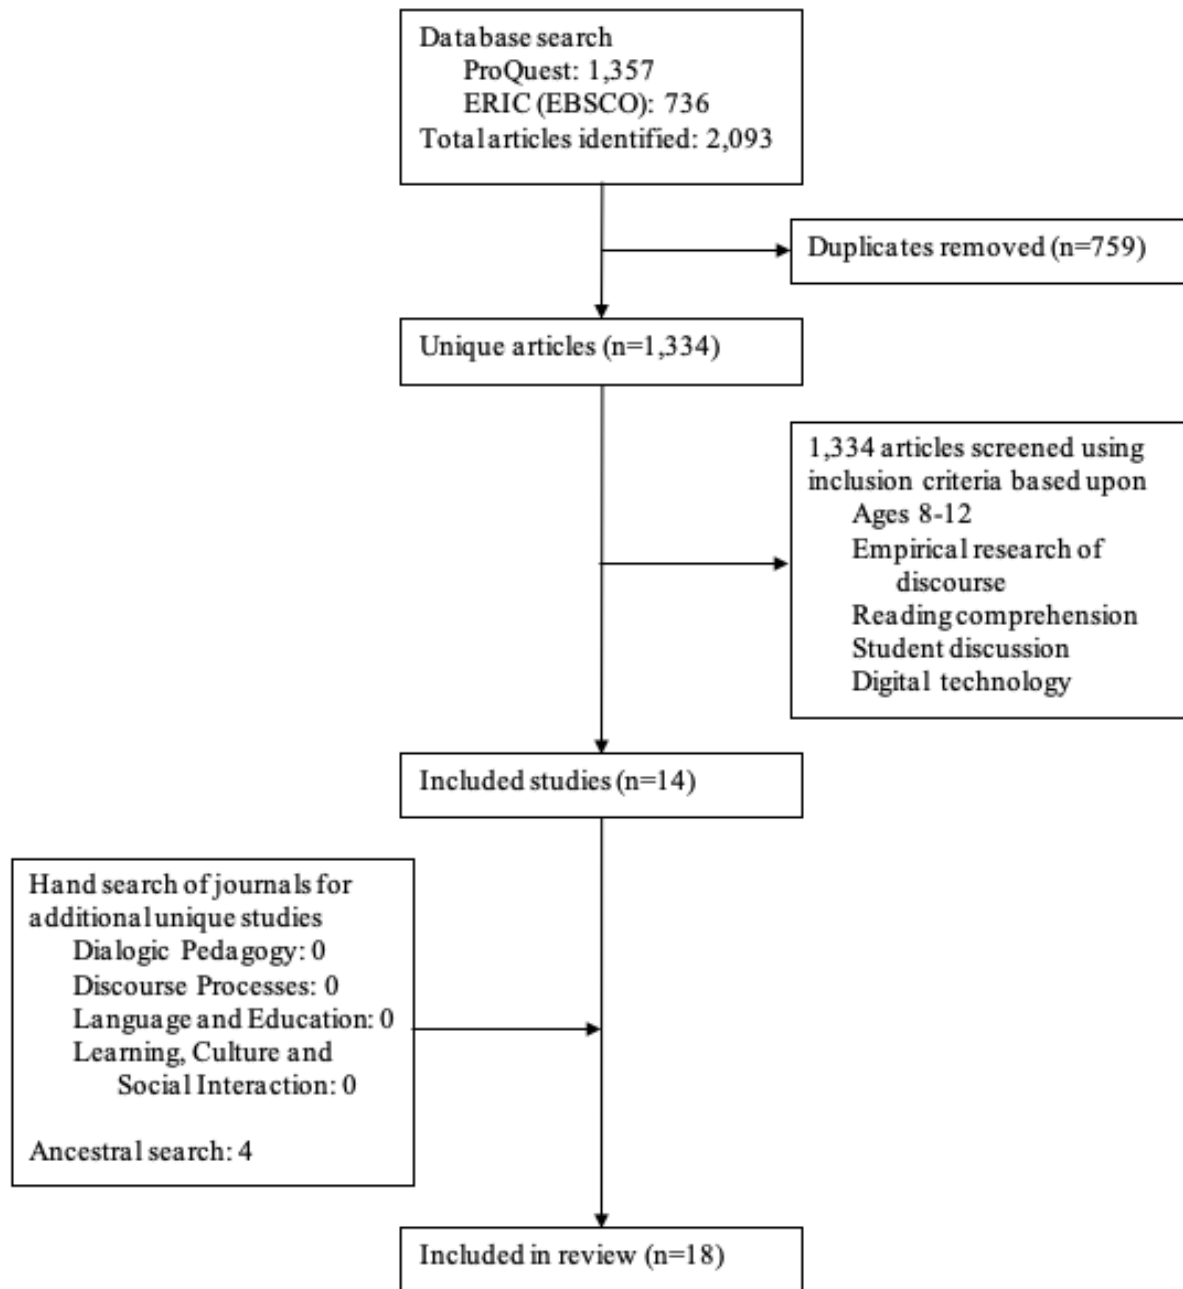 Database search
ProQuest: 1,357
ERIC (EBSCO): 736
Total articles identified: 2,093
Duplicates removed (n=759)
Unique articles (n=1,334)
1,334 articles screened using
inclusion criteria based upon
Ages 8-12
Empirical research of
discourse
Reading comprehension
Student discussion
Digital technology
Included studies (n=14)
Hand search of journals for
additional unique studies
Dialogic Pedagogy: 0
Discourse Processes: 0
Language and Education: 0
Learning, Culture and
Social Interaction: 0
Ancestral search: 4
Included in review (n=18)